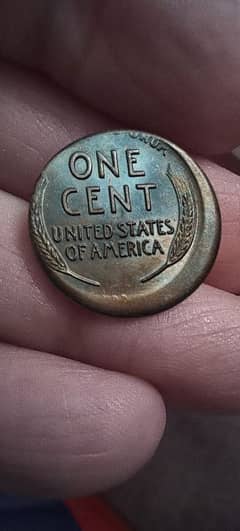 ONE
CENT
UNITED STATES
OF AMERICA